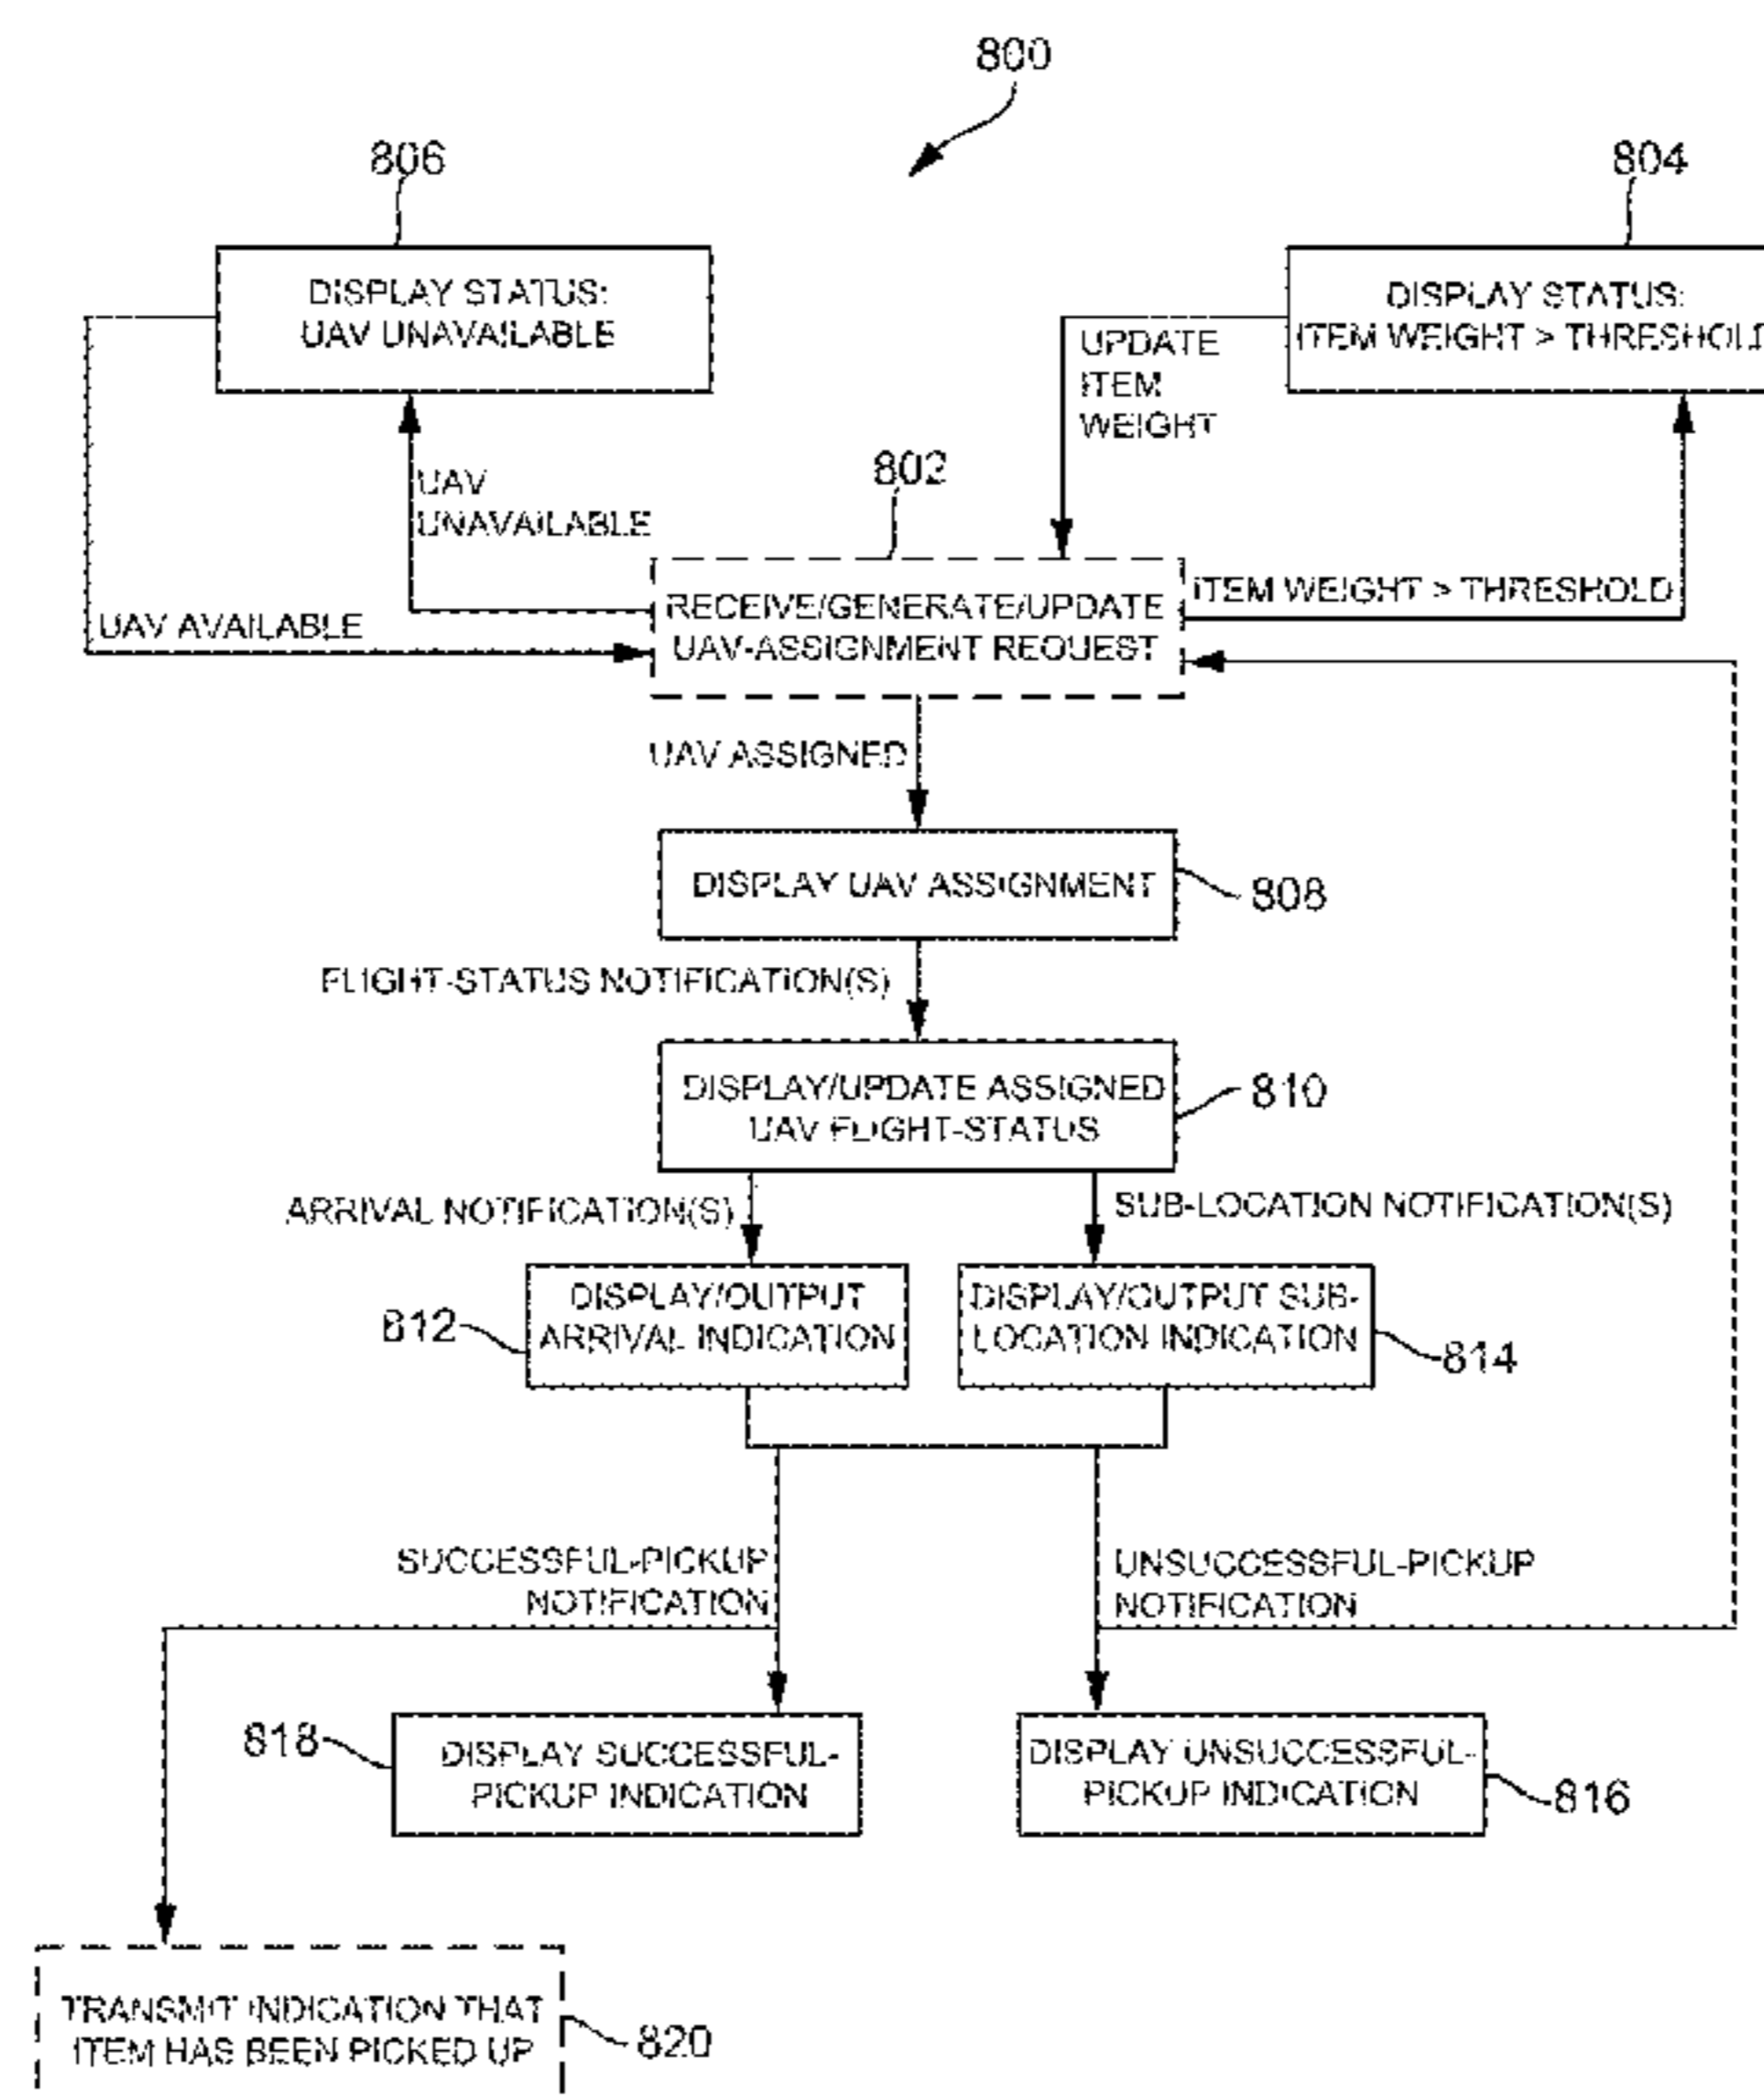 800
806
804
DISPLAY STATUS:
UAV UNAVAILABLE
DISPLAY STATUS:
ITEM WEIGHT > THRESHOLD
UPDATE
ITEM
WEIGHT
UAV
UNAVAILABLE
802
UAV AVAILABLE
RECEIVE/GENERATE/UPDATE
UAV-ASSIGNMENT REQUEST
ITEM WEIGHT > THRESHOLD
UAV ASSIGNED
DISPLAY UAV ASSIGNMENT
808
FLIGHT-STATUS NOTIFICATION(S)
DISPLAY/UPDATE ASSIGNED
UAV FLIGHT-STATUS
810
ARRIVAL NOTIFICATION(S)
SUB-LOCATION NOTIFICATION(S)
812
DISPLAY/OUTPUT
ARRIVAL INDICATION
DISPLAY/OUTPUT SUB-
LOCATION INDICATION
814
SUCCESSFUL-PICKUP
NOTIFICATION
UNSUCCESSFUL-PICKUP
NOTIFICATION
818
DISPLAY SUCCESSFUL-
PICKUP INDICATION
DISPLAY UNSUCCESSFUL-
PICKUP INDICATION
816
TRANSMIT INDICATION THAT
ITEM HAS BEEN PICKED UP
820